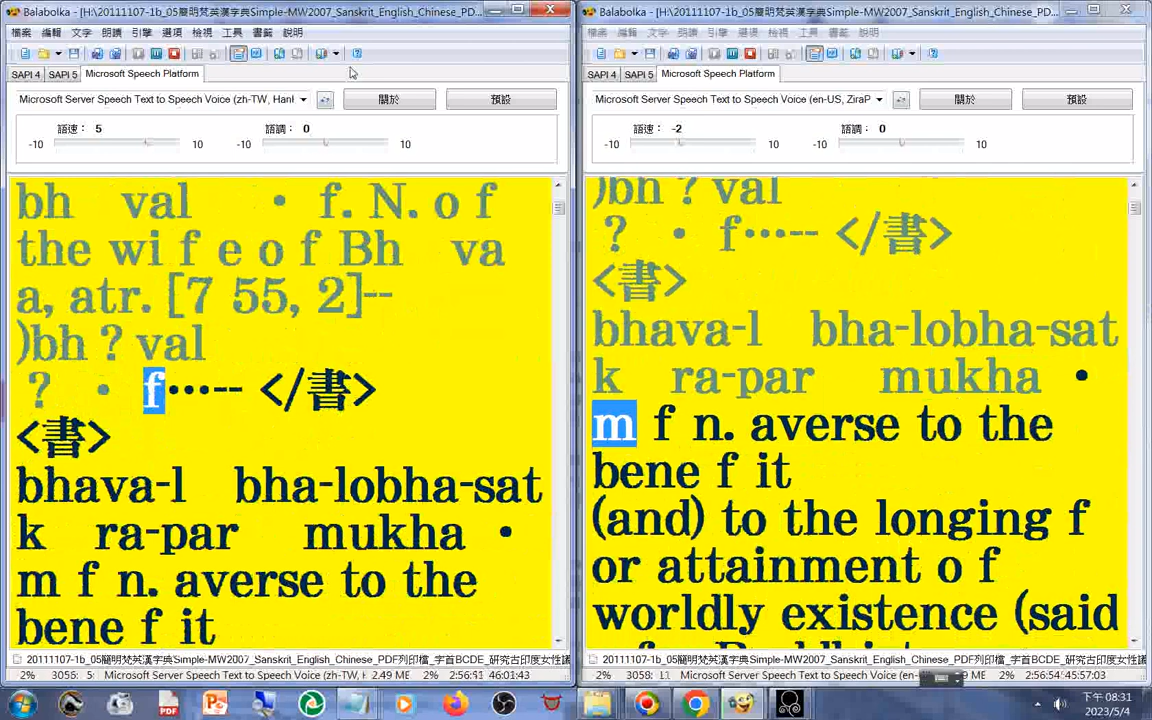 Balabolka - [H:\20111107-1b_05簡明梵英漢字典Simple-MW2007_Sanskrit_English_Chinese_PD...
檔案 編輯 文字 朗讀 引擎 選項 檢視 工具 書籤 說明
SAPI 4 SAPI 5 Microsoft Speech Platform
Microsoft Server Speech Text to Speech Voice (zh-TW, Han 關於 預設
語速： 5 語調： 0
-10 10 -10 10
bh val • f. N. o f
the wi f e o f Bh va
a, atr. [7 55, 2]--
)bh ? val
? • f···-- </書>
<書>
bhava-l bha-lobha-sat
k ra-par mukha •
m f n. averse to the
bene f it
20111107-1b_05簡明梵英漢字典Simple-MW2007_Sanskrit_English_Chinese_PDF列印檔_字首BCDE_研究古印度女性議
2% 3055: 5: Microsoft Server Speech Text to Speech Voice (zh-TW, H 2.49 ME 2% 2:56:51 46:01:43
Balabolka - [H:\20111107-1b_05簡明梵英漢字典Simple-MW2007_Sanskrit_English_Chinese_PD...
檔案 編輯 文字 朗讀 引擎 選項 檢視 工具 書籤 說明
SAPI 4 SAPI 5 Microsoft Speech Platform
Microsoft Server Speech Text to Speech Voice (en-US, ZiraP 關於 預設
語速： -2 語調： 0
-10 10 -10 10
)bh ? val
? • f···-- </書>
<書>
bhava-l bha-lobha-sat
k ra-par mukha •
m f n. averse to the
bene f it
(and) to the longing f
or attainment o f
worldly existence (said
20111107-1b_05簡明梵英漢字典Simple-MW2007_Sanskrit_English_Chinese_PDF列印檔_字首BCDE_研究古印度女性議
2% 3058: 11 Microsoft Server Speech Text to Speech Voice (en-US, ME 2% 2:56:54 45:57:03
PDF
下午 08:31
2023/5/4